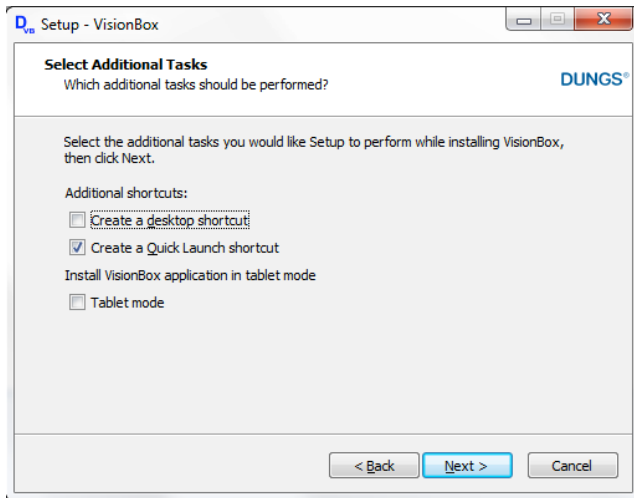 DVB Setup - VisionBox
Select Additional Tasks
Which additional tasks should be performed?
DUNGS®
Select the additional tasks you would like Setup to perform while installing VisionBox,
then click Next.
Additional shortcuts:
Create a desktop shortcut
Create a Quick Launch shortcut
Install VisionBox application in tablet mode
Tablet mode
< Back
Next >
Cancel